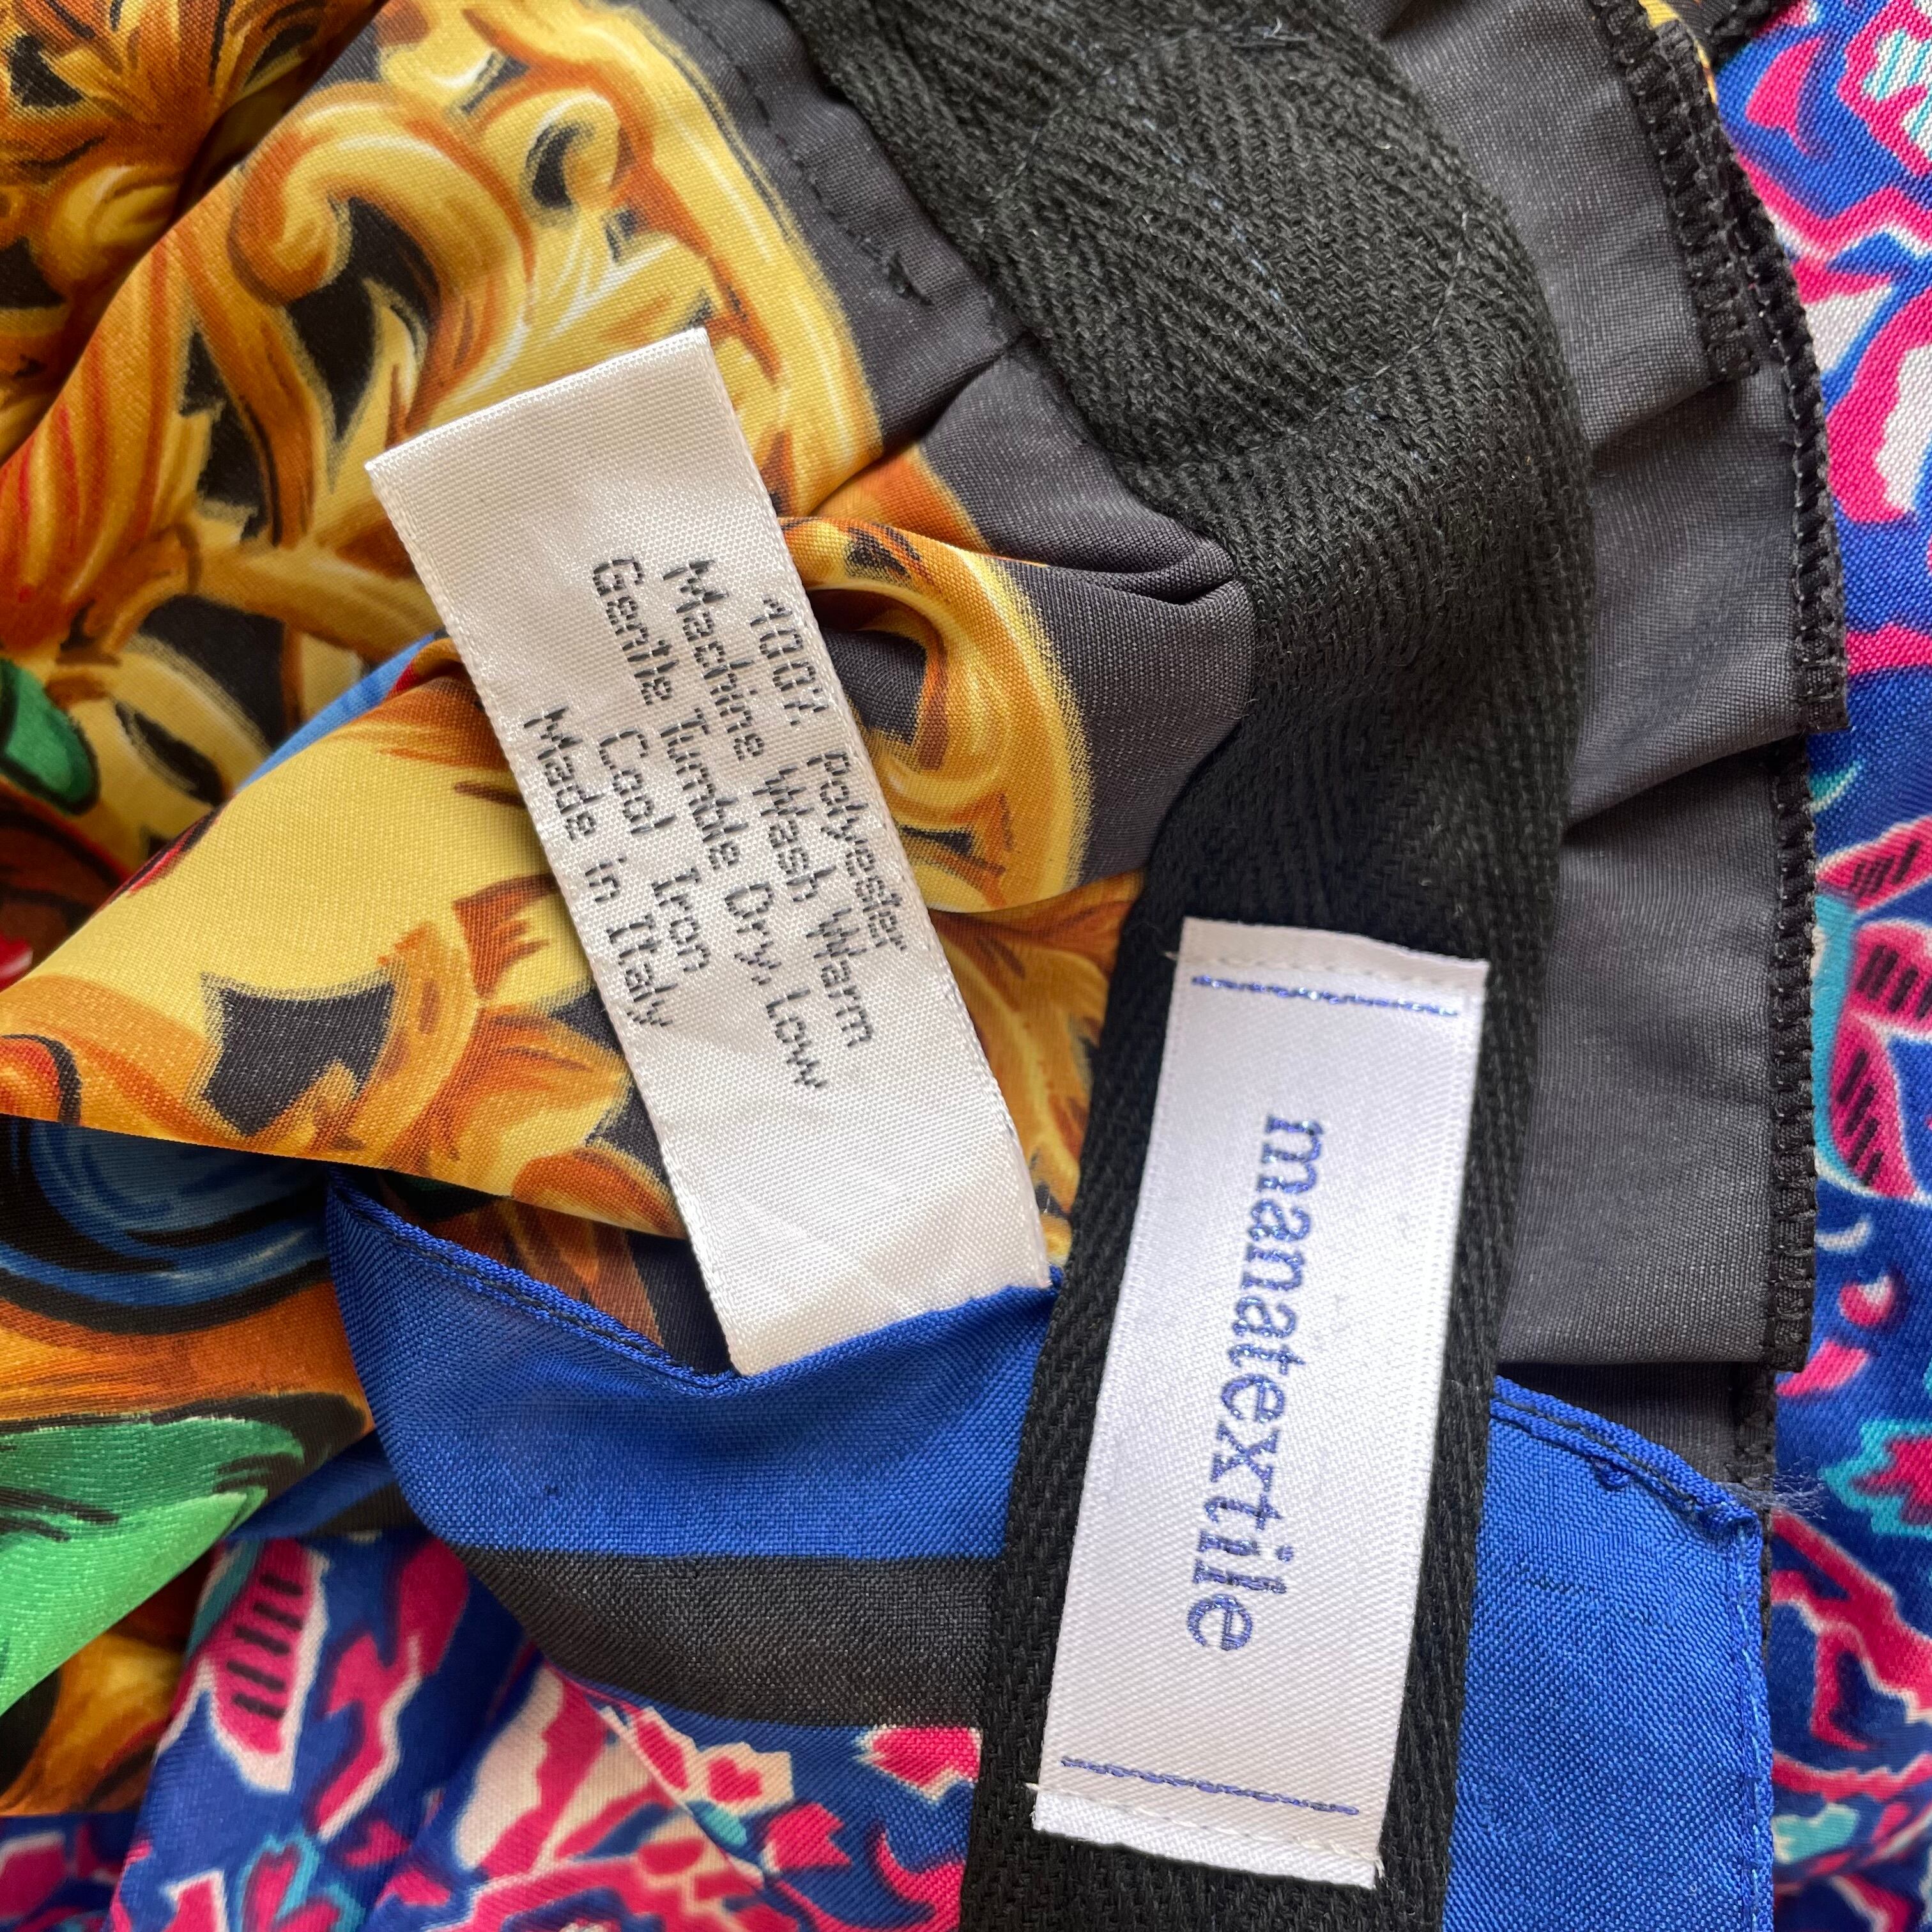 100% polyester
Machine Wash Warm
Gentle Tumble Dry, Low
Cool Iron
Made in Italy
manatextile